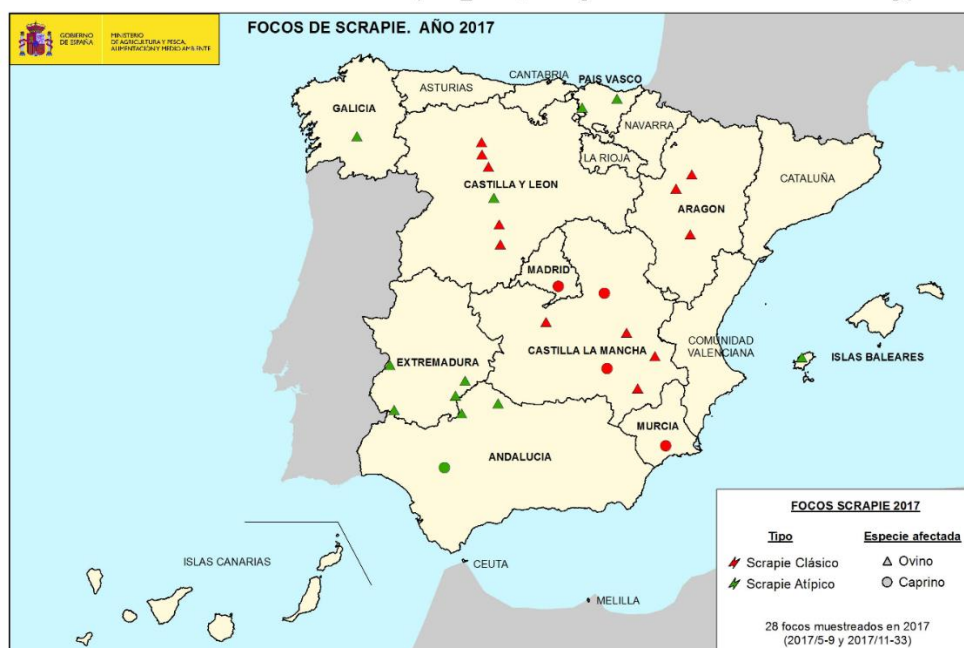 GOBIERNO
DE ESPAÑA
MINISTERIO
DE AGRICULTURA Y PESCA,
ALIMENTACIÓN Y MEDIO AMBIENTE
FOCOS DE SCRAPIE. AÑO 2017
CANTABRIA
PAIS VASCO
ASTURIAS
GALICIA
NAVARRA
LA RIOJA
CATALUÑA
CASTILLA Y LEON
ARAGON
MADRID
COMUNIDAD
VALENCIANA
CASTILLA LA MANCHA
EXTREMADURA
ISLAS BALEARES
MURCIA
ANDALUCIA
ISLAS CANARIAS
CEUTA
MELILLA
FOCOS SCRAPIE 2017
Tipo
Especie afectada
Scrapie Clásico
Ovino
Scrapie Atípico
Caprino
28 focos muestreados en 2017
(2017/5-9 y 2017/11-33)